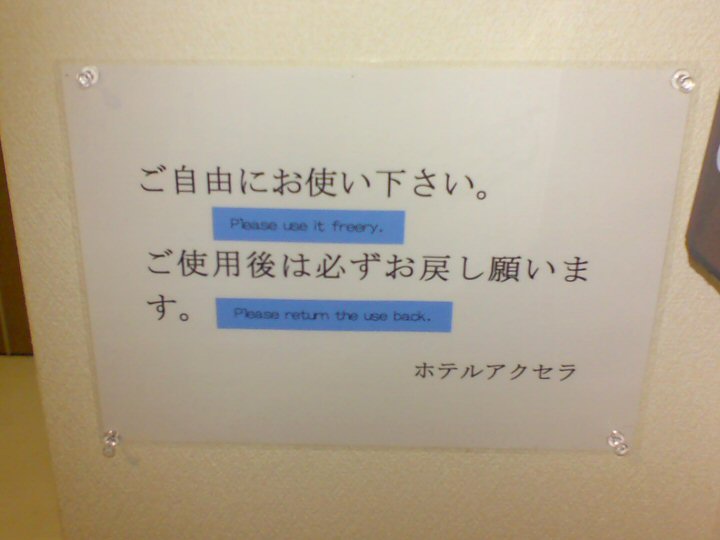 ご自由にお使い下さい。
Please use it freery.
ご使用後は必ずお戻し願いま
す。
Please return the use back.
ホテルアクセラ